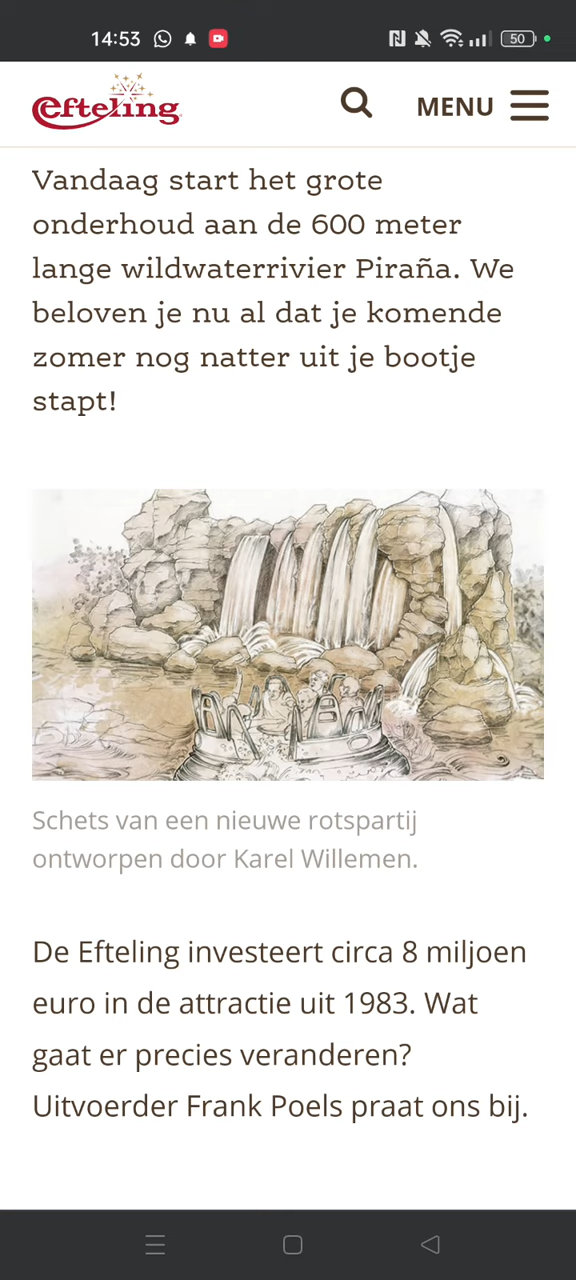 14:53
50
efteling
MENU
Vandaag start het grote
onderhoud aan de 600 meter
lange wildwaterrivier Piraña. We
beloven je nu al dat je komende
zomer nog natter uit je bootje
stapt!
Schets van een nieuwe rotspartij
ontworpen door Karel Willemen.
De Efteling investeert circa 8 miljoen
euro in de attractie uit 1983. Wat
gaat er precies veranderen?
Uitvoerder Frank Poels praat ons bij.